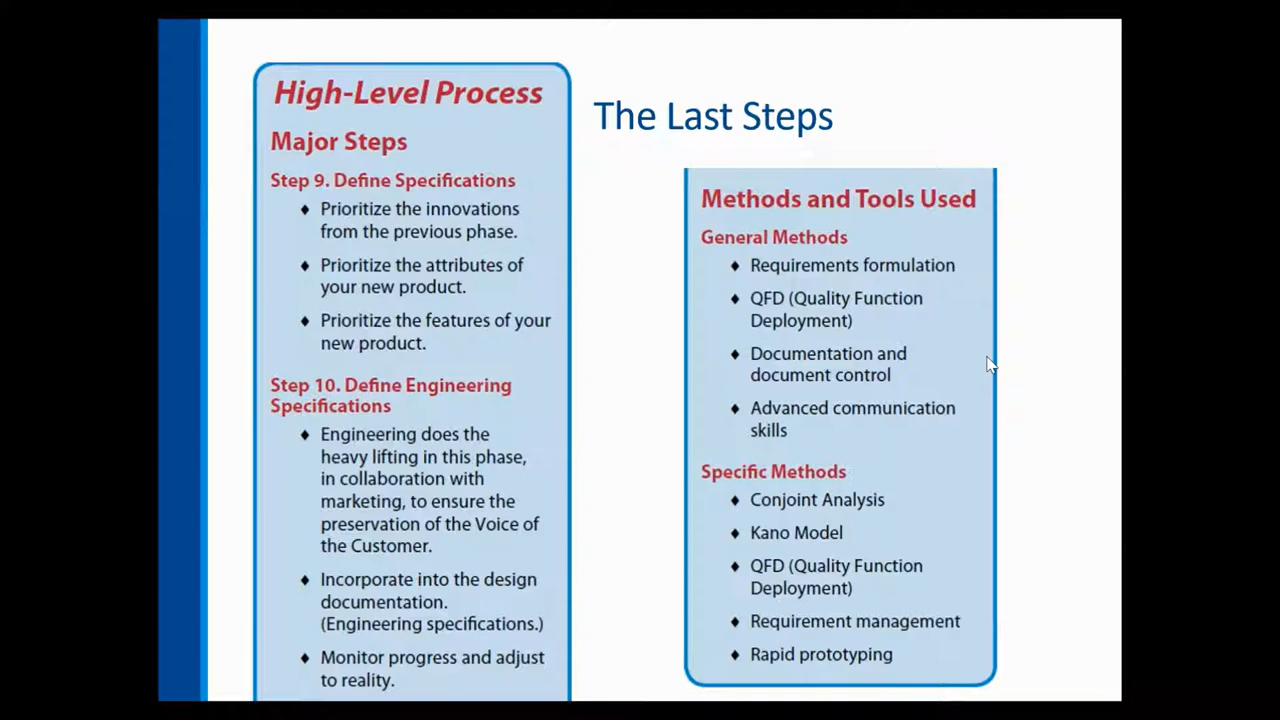 High-Level Process
Major Steps
Step 9. Define Specifications
♦ Prioritize the innovations
from the previous phase.
♦ Prioritize the attributes of
your new product.
♦ Prioritize the features of your
new product.
Step 10. Define Engineering
Specifications
♦ Engineering does the
heavy lifting in this phase,
in collaboration with
marketing, to ensure the
preservation of the Voice of
the Customer.
♦ Incorporate into the design
documentation.
(Engineering specifications.)
♦ Monitor progress and adjust
to reality.
The Last Steps
Methods and Tools Used
General Methods
♦ Requirements formulation
♦ QFD (Quality Function
Deployment)
♦ Documentation and
document control
♦ Advanced communication
skills
Specific Methods
♦ Conjoint Analysis
♦ Kano Model
♦ QFD (Quality Function
Deployment)
♦ Requirement management
♦ Rapid prototyping